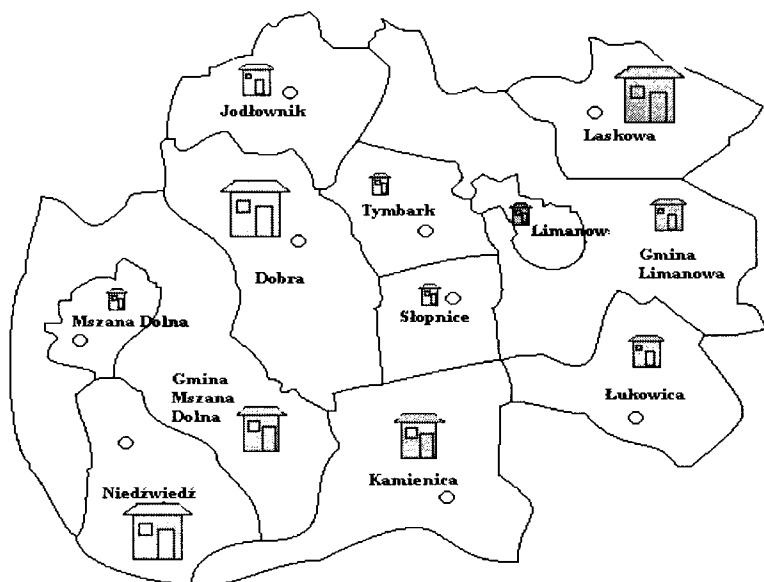 Jodłownik
Laskowa
Tymbark
Limanow
Gmina
Limanowa
Dobra
Słopnice
Mszana Dolna
Łukowica
Gmina
Mszana
Dolna
Kamienica
Niedźwiedź